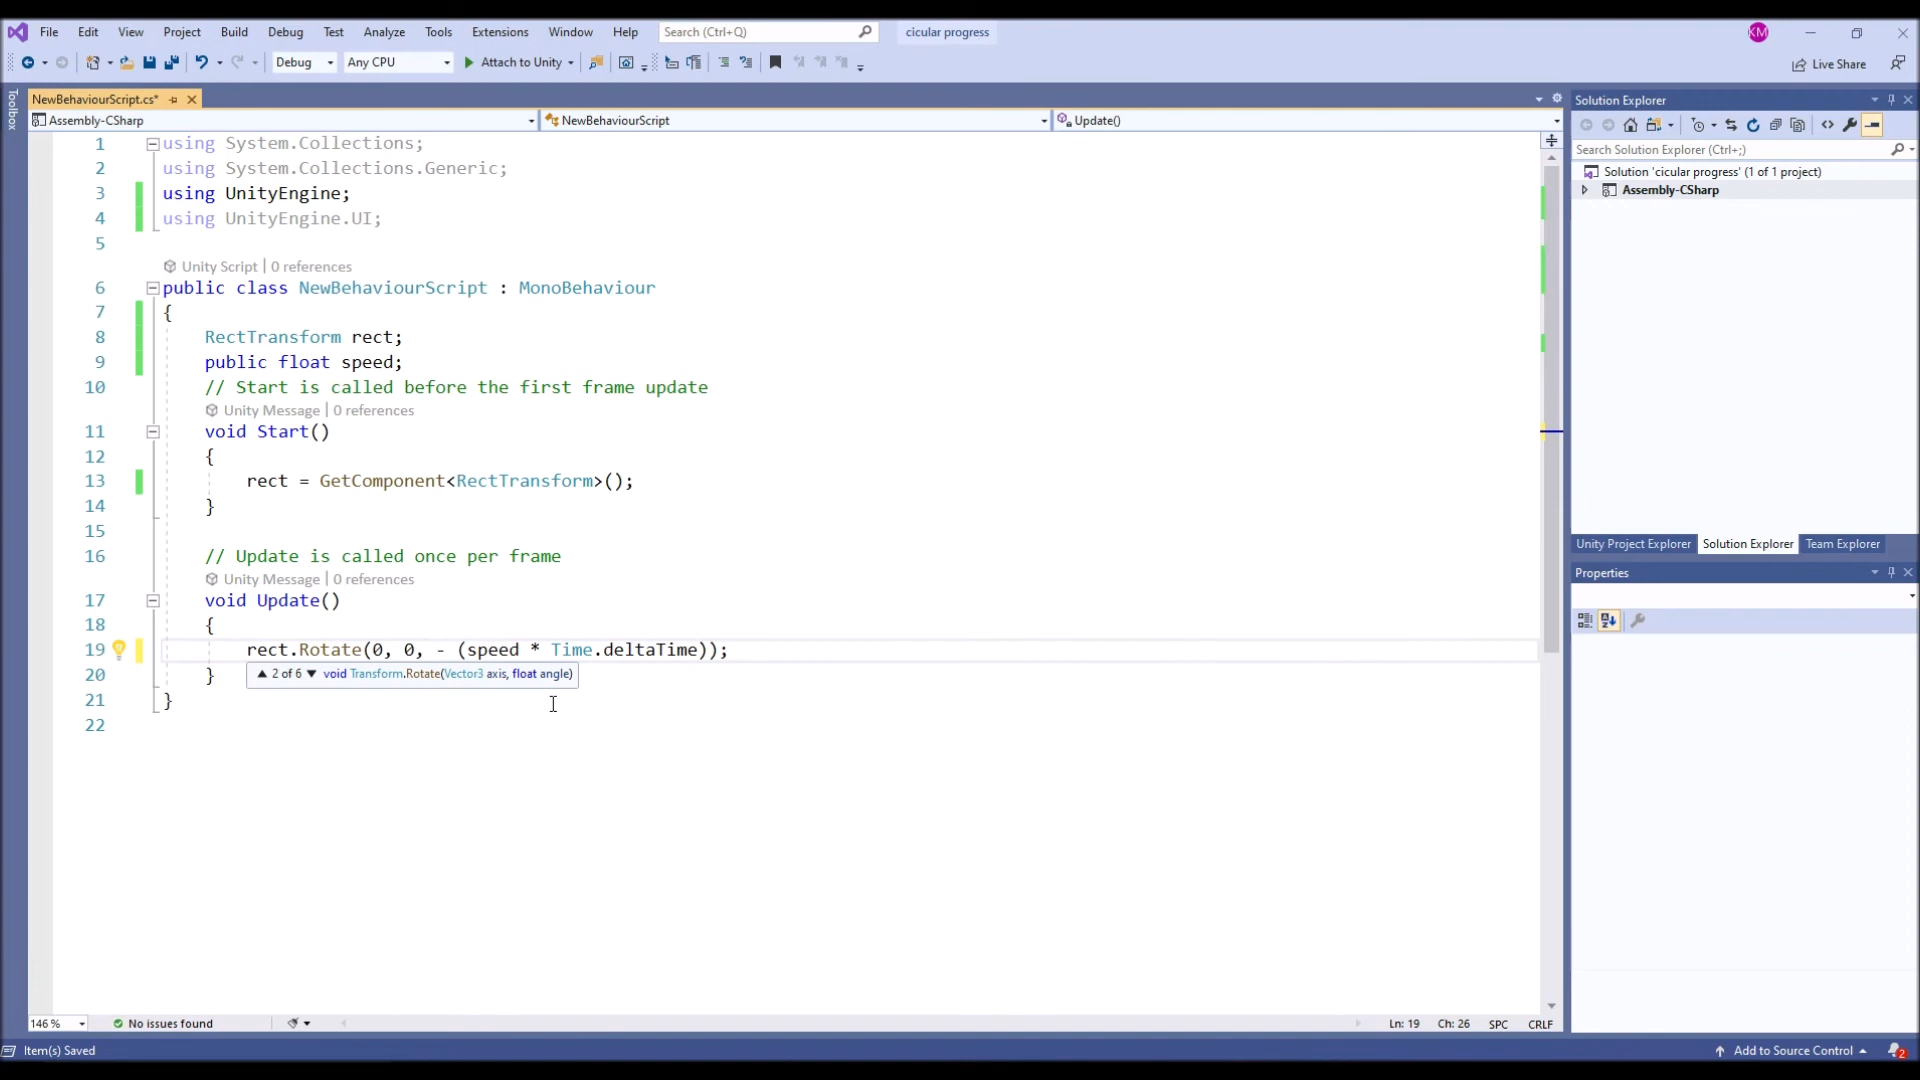 File Edit View Project Build Debug Test Analyze Tools Extensions Window Help Search (Ctrl+Q) cicular progress KM
Debug Any CPU Attach to Unity Live Share
Toolbox
NewBehaviourScript.cs*
Assembly-CSharp NewBehaviourScript Update()
1 using System.Collections;
2 using System.Collections.Generic;
3 using UnityEngine;
4 using UnityEngine.UI;
5
Unity Script | 0 references
6 public class NewBehaviourScript : MonoBehaviour
7 {
8 RectTransform rect;
9 public float speed;
10 // Start is called before the first frame update
Unity Message | 0 references
11 void Start()
12 {
13 rect = GetComponent<RectTransform>();
14 }
15
16 // Update is called once per frame
Unity Message | 0 references
17 void Update()
18 {
19 rect.Rotate(0, 0, - (speed * Time.deltaTime));
20 }
▲ 2 of 6 ▼ void Transform.Rotate(Vector3 axis, float angle)
21 }
22
146 % No issues found Ln: 19 Ch: 26 SPC CRLF
Solution Explorer
Search Solution Explorer (Ctrl+;)
Solution 'cicular progress' (1 of 1 project)
Assembly-CSharp
Unity Project Explorer Solution Explorer Team Explorer
Properties
Item(s) Saved Add to Source Control 2